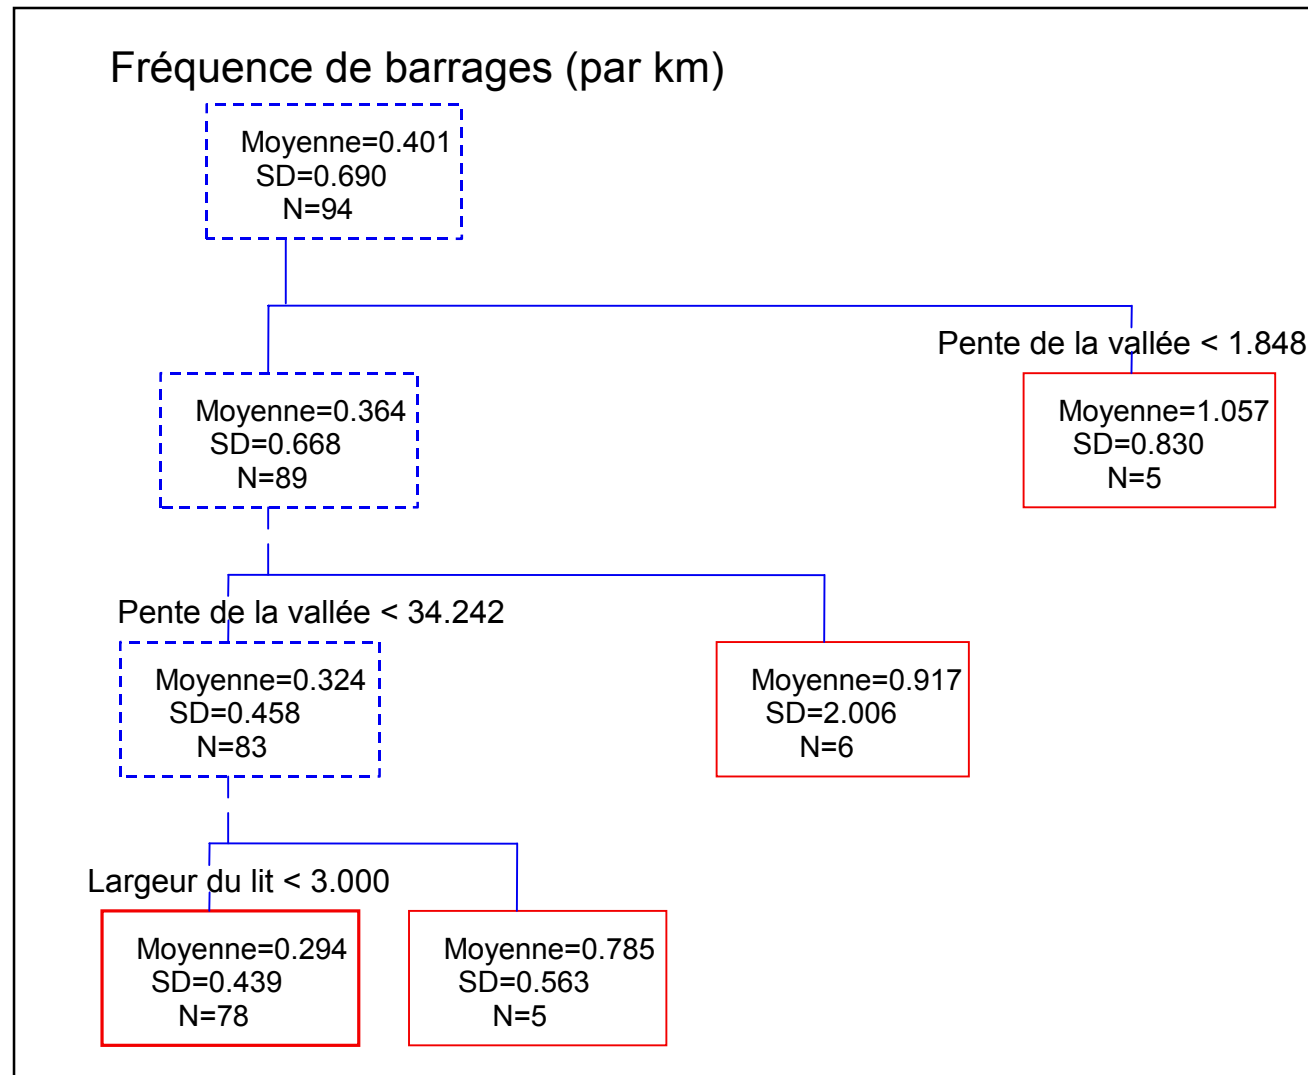 Fréquence de barrages (par km)
Moyenne=0.401
SD=0.690
N=94
Pente de la vallée < 1.848
Moyenne=0.364
SD=0.668
N=89
Moyenne=1.057
SD=0.830
N=5
Pente de la vallée < 34.242
Moyenne=0.324
SD=0.458
N=83
Moyenne=0.917
SD=2.006
N=6
Largeur du lit < 3.000
Moyenne=0.294
SD=0.439
N=78
Moyenne=0.785
SD=0.563
N=5